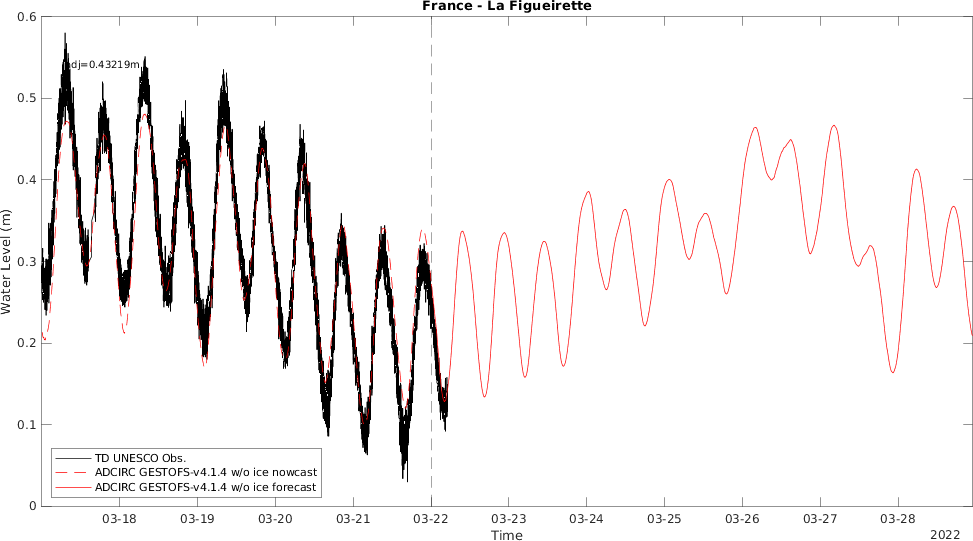 France - La Figueirette
0.6
0.5
0.4
0.3
0.2
0.1
0
Water Level (m)
adj=0.43219m
TD UNESCO Obs.
ADCIRC GESTOFS-v4.1.4 w/o ice nowcast
ADCIRC GESTOFS-v4.1.4 w/o ice forecast
03-18 03-19 03-20 03-21 03-22 03-23 03-24 03-25 03-26 03-27 03-28
Time
2022